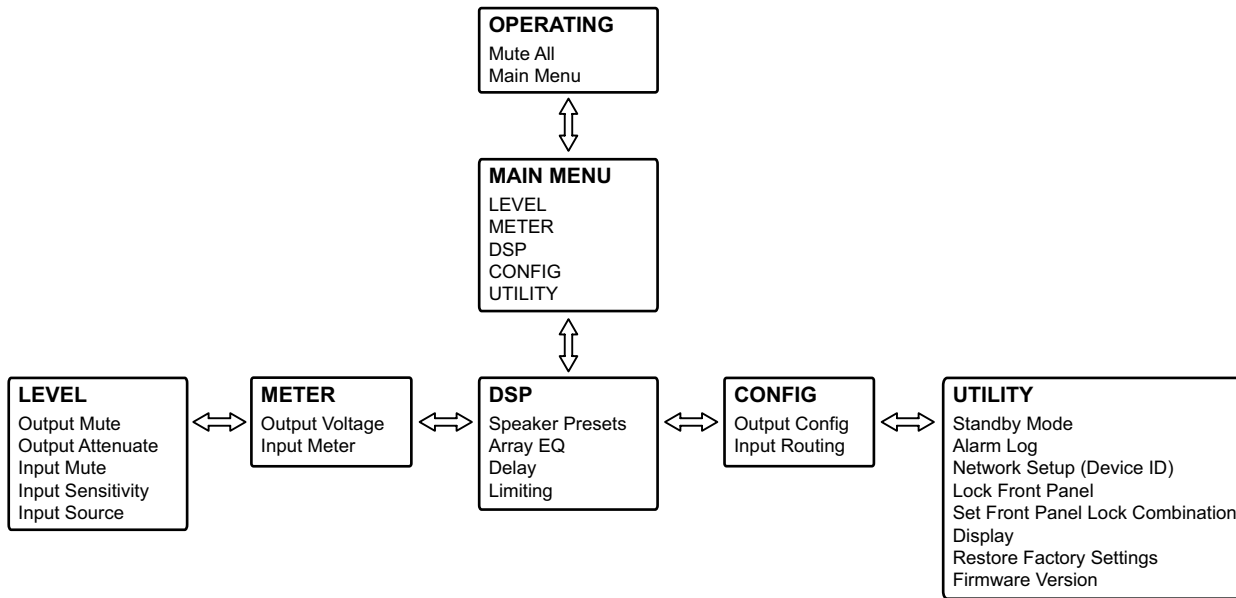 OPERATING
Mute All
Main Menu
MAIN MENU
LEVEL
METER
DSP
CONFIG
UTILITY
LEVEL
Output Mute
Output Attenuate
Input Mute
Input Sensitivity
Input Source
METER
Output Voltage
Input Meter
DSP
Speaker Presets
Array EQ
Delay
Limiting
CONFIG
Output Config
Input Routing
UTILITY
Standby Mode
Alarm Log
Network Setup (Device ID)
Lock Front Panel
Set Front Panel Lock Combination
Display
Restore Factory Settings
Firmware Version